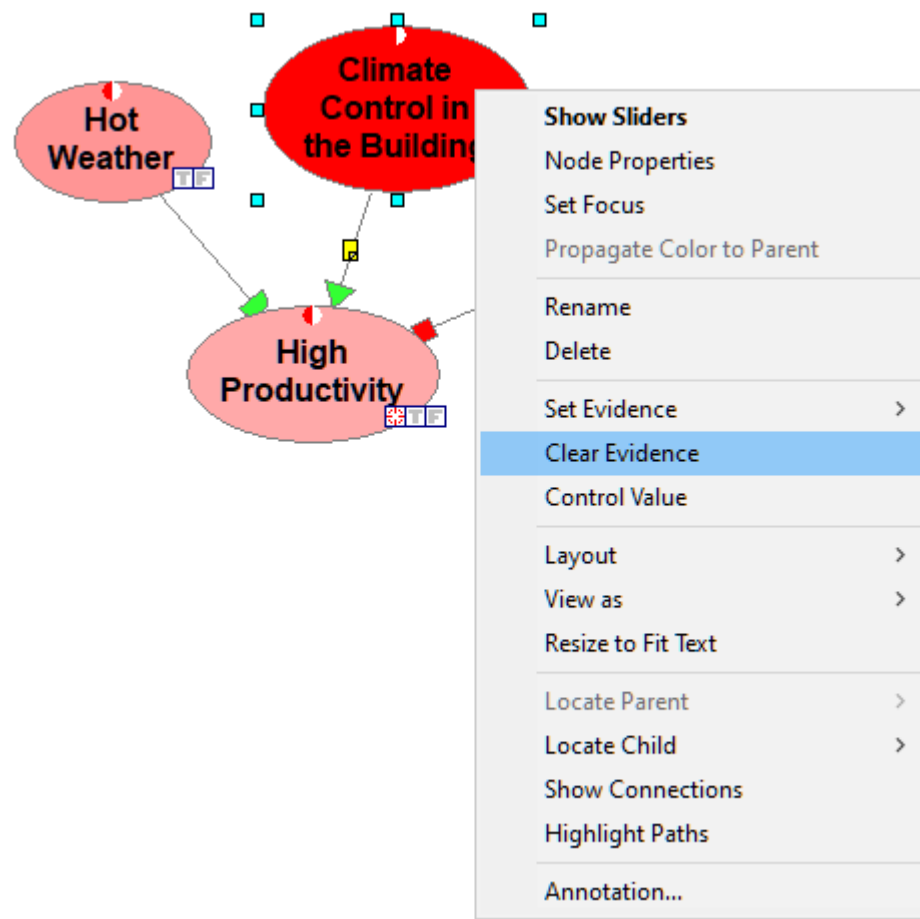 Climate
Control in
the Building
Hot
Weather
T F
High
Productivity
T F
Show Sliders
Node Properties
Set Focus
Propagate Color to Parent
Rename
Delete
Set Evidence
Clear Evidence
Control Value
Layout
View as
Resize to Fit Text
Locate Parent
Locate Child
Show Connections
Highlight Paths
Annotation...